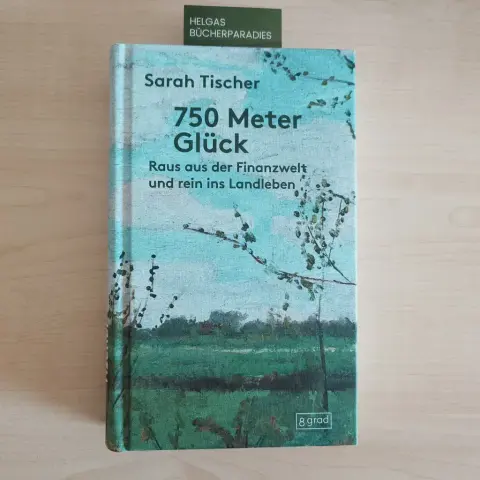 HELGAS
BÜCHERPARADIES
Sarah Tischer
750 Meter
Glück
Raus aus der Finanzwelt
und rein ins Landleben
8 grad